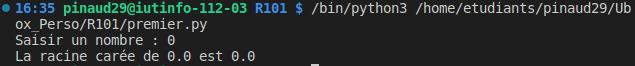 16:35 pinaud29@iutinfo-112-03 R101 $ /bin/python3 /home/etudiants/pinaud29/Ub
ox_Perso/R101/premier.py
Saisir un nombre : 0
La racine carée de 0.0 est 0.0